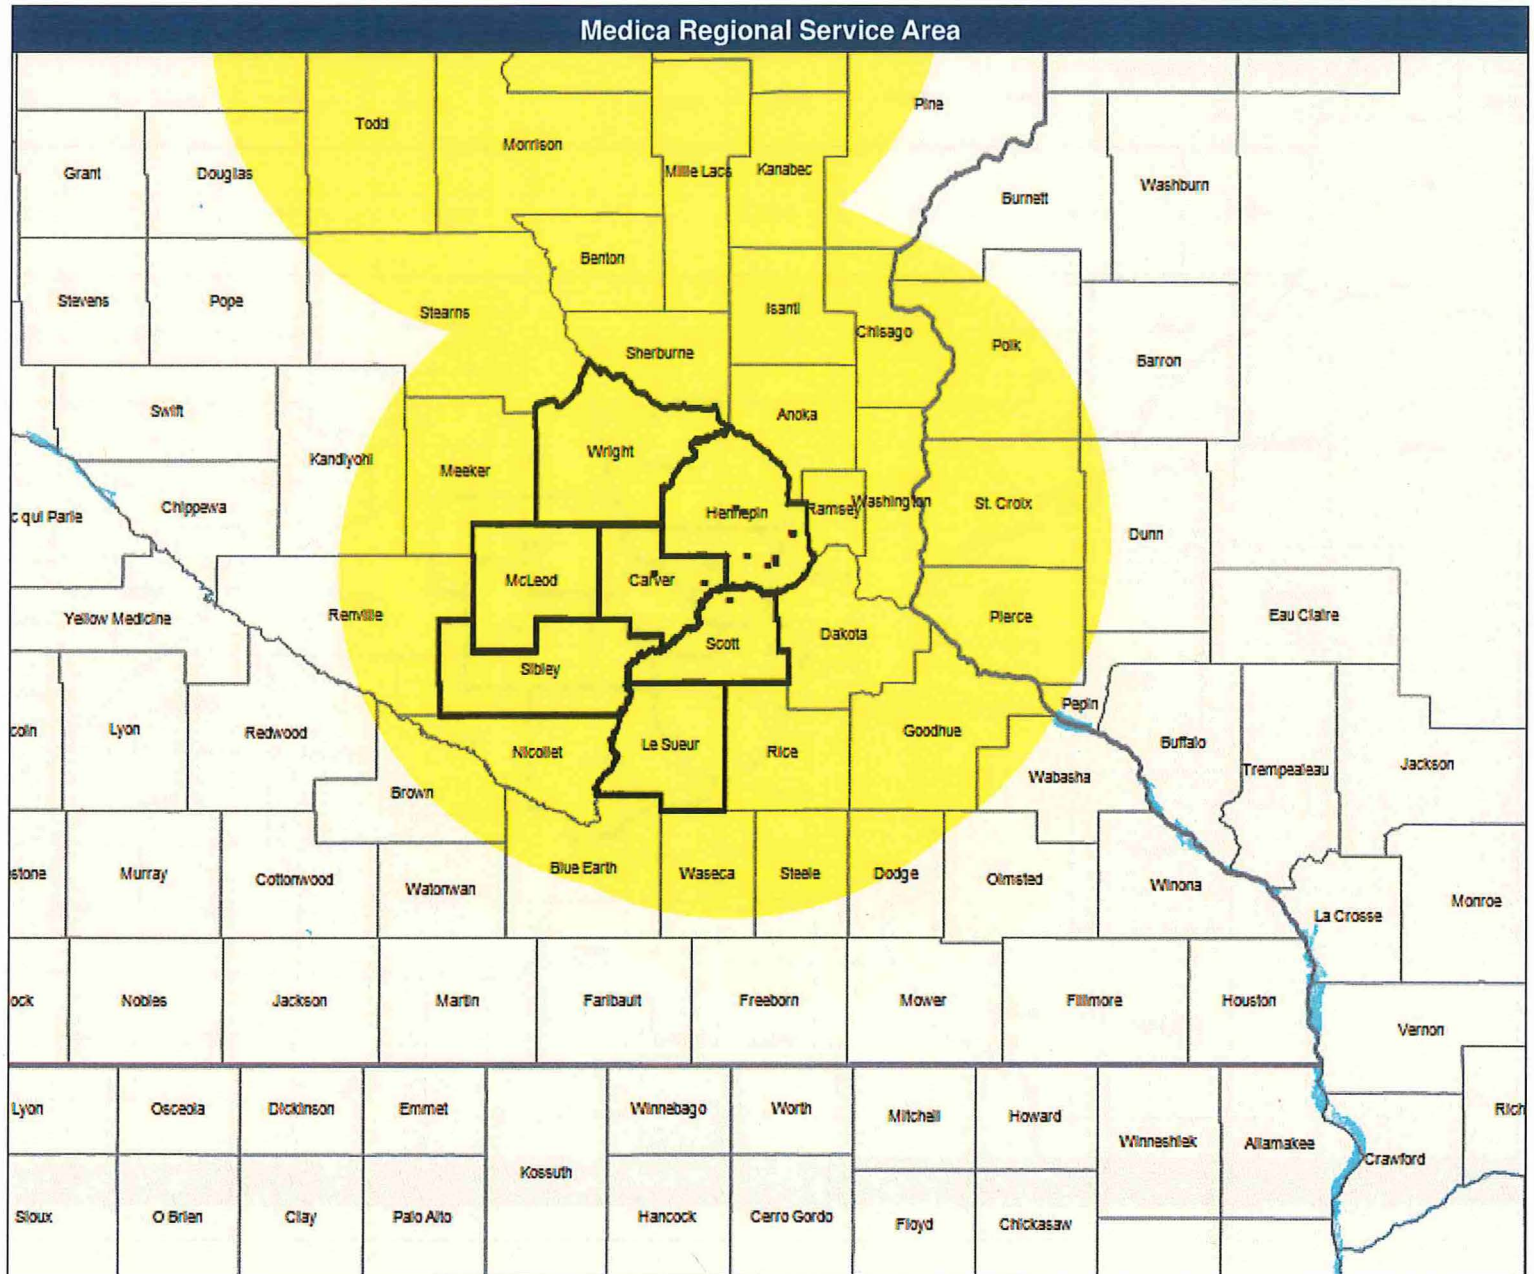 Medica Regional Service Area
Pine
Todd
Morrison
Grant
Douglas
Mille Lacs
Kanabec
Burnett
Washburn
Benton
Stevens
Pope
Stearns
Isanti
Chisago
Sherburne
Polk
Barron
Swift
Anoka
Wright
Kandiyohi
Meeker
Chippewa
c qui Parle
Hennepin
Ramsey
Washington
St. Croix
Dunn
McLeod
Carver
Yellow Medicine
Renville
Scott
Dakota
Pierce
Eau Claire
Sibley
Pepin
coln
Lyon
Redwood
Nicollet
Le Sueur
Rice
Goodhue
Buffalo
Trempealeau
Jackson
Wabasha
Brown
stone
Murray
Cottonwood
Watonwan
Blue Earth
Waseca
Steele
Dodge
Olmsted
Winona
La Crosse
Monroe
ock
Nobles
Jackson
Martin
Faribault
Freeborn
Mower
Fillmore
Houston
Vernon
Lyon
Osceola
Dickinson
Emmet
Winnebago
Worth
Mitchell
Howard
Winneshiek
Allamakee
Crawford
Rich
Kossuth
Sioux
O Brien
Clay
Palo Alto
Hancock
Cerro Gordo
Floyd
Chickasaw